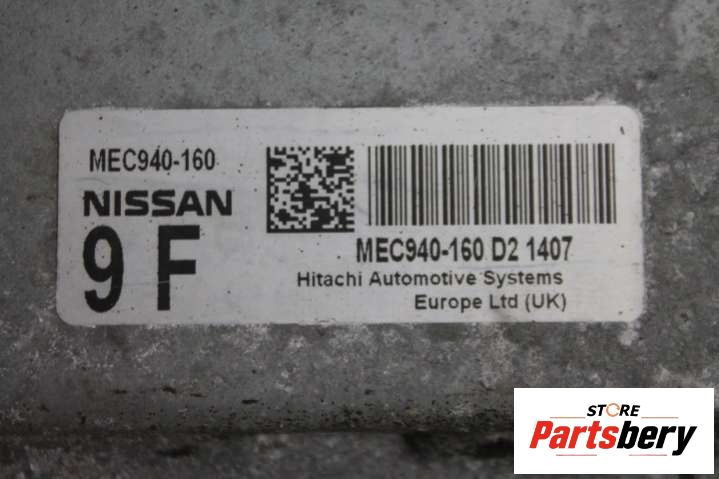 MEC940-160
NISSAN
9 F
MEC940-160 D2 1407
Hitachi Automotive Systems
Europe Ltd (UK)
STORE
Partsbery